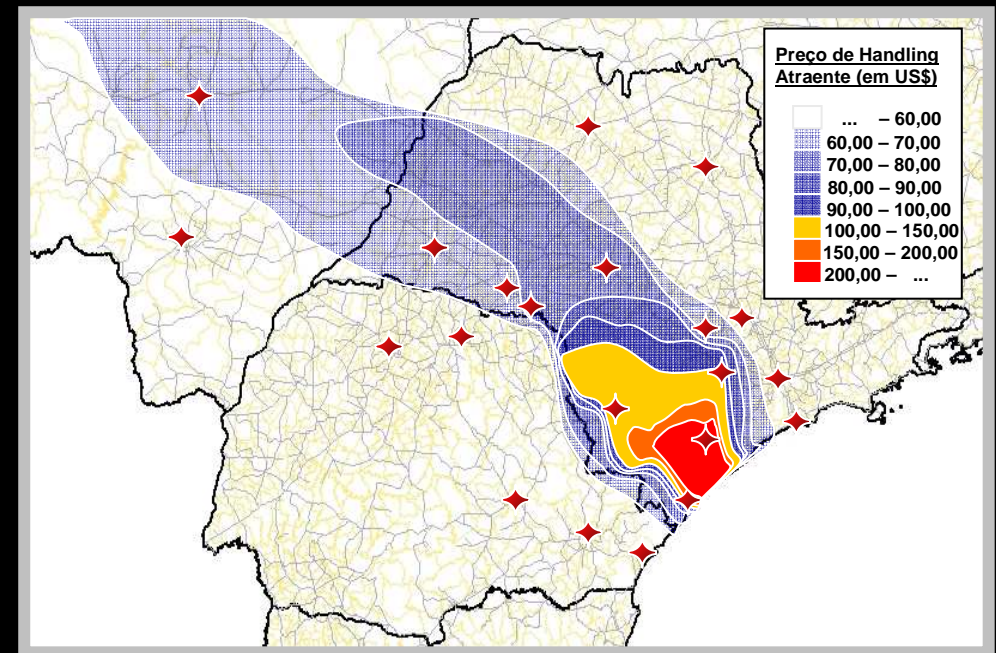 Preço de Handling
Atraente (em US$)
... – 60,00
60,00 – 70,00
70,00 – 80,00
80,00 – 90,00
90,00 – 100,00
100,00 – 150,00
150,00 – 200,00
200,00 – ...